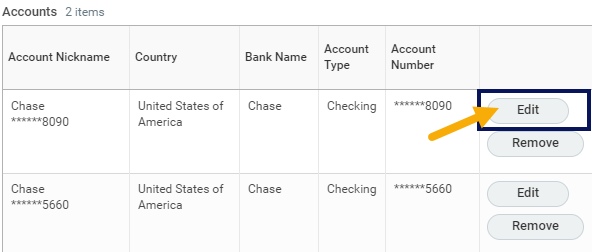 Accounts 2 items
Account Nickname Country Bank Name Account Type Account Number
Chase ******8090 United States of America Chase Checking ******8090 Edit
Remove
Chase ******5660 United States of America Chase Checking ******5660 Edit
Remove